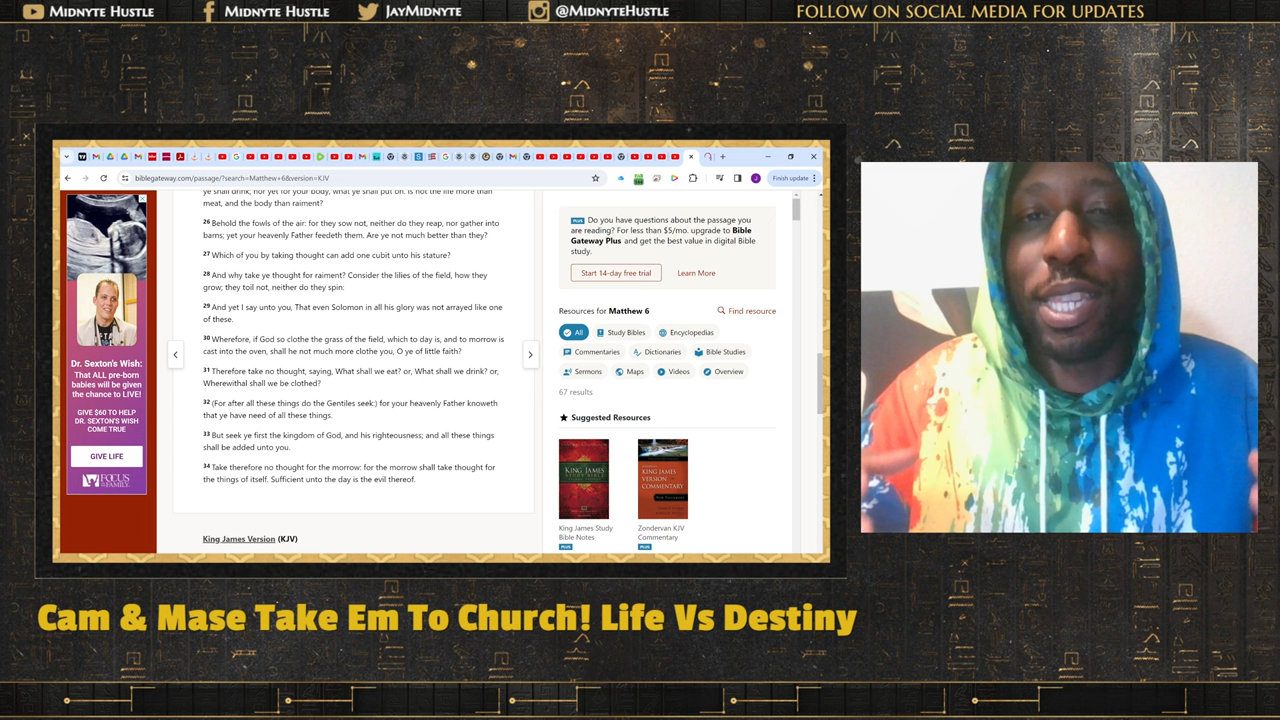 Midnyte Hustle
Midnyte Hustle
JayMidnyte
@MidnyteHustle
Follow on Social Media for Updates
biblegateway.com/passage/?search=Matthew+6&version=KJV
Finish update
ye shall drink; nor yet for your body, what ye shall put on. Is not the life more than
meat, and the body than raiment?
26 Behold the fowls of the air: for they sow not, neither do they reap, nor gather into
barns; yet your heavenly Father feedeth them. Are ye not much better than they?
27 Which of you by taking thought can add one cubit unto his stature?
28 And why take ye thought for raiment? Consider the lilies of the field, how they
grow; they toil not, neither do they spin:
29 And yet I say unto you, That even Solomon in all his glory was not arrayed like one
of these.
30 Wherefore, if God so clothe the grass of the field, which to day is, and to morrow is
cast into the oven, shall he not much more clothe you, O ye of little faith?
31 Therefore take no thought, saying, What shall we eat? or, What shall we drink? or,
Wherewithal shall we be clothed?
32 (For after all these things do the Gentiles seek:) for your heavenly Father knoweth
that ye have need of all these things.
33 But seek ye first the kingdom of God, and his righteousness; and all these things
shall be added unto you.
34 Take therefore no thought for the morrow: for the morrow shall take thought for
the things of itself. Sufficient unto the day is the evil thereof.
King James Version (KJV)
Dr. Sexton's Wish:
That ALL pre-born
babies will be given
the chance to LIVE!
GIVE $60 TO HELP
DR. SEXTON'S WISH
COME TRUE
GIVE LIFE
FOCUS
ON THE FAMILY
PLUS Do you have questions about the passage you
are reading? For less than $5/mo. upgrade to Bible
Gateway Plus and get the best value in digital Bible
study.
Start 14-day free trial
Learn More
Resources for Matthew 6
Find resource
All
Study Bibles
Encyclopedias
Commentaries
Dictionaries
Bible Studies
Sermons
Maps
Videos
Overview
67 results
Suggested Resources
KING JAMES
STUDY BIBLE
KING JAMES
VERSION
COMMENTARY
King James Study
Bible Notes
PLUS
Zondervan KJV
Commentary
PLUS
Cam & Mase Take Em To Church! Life Vs Destiny